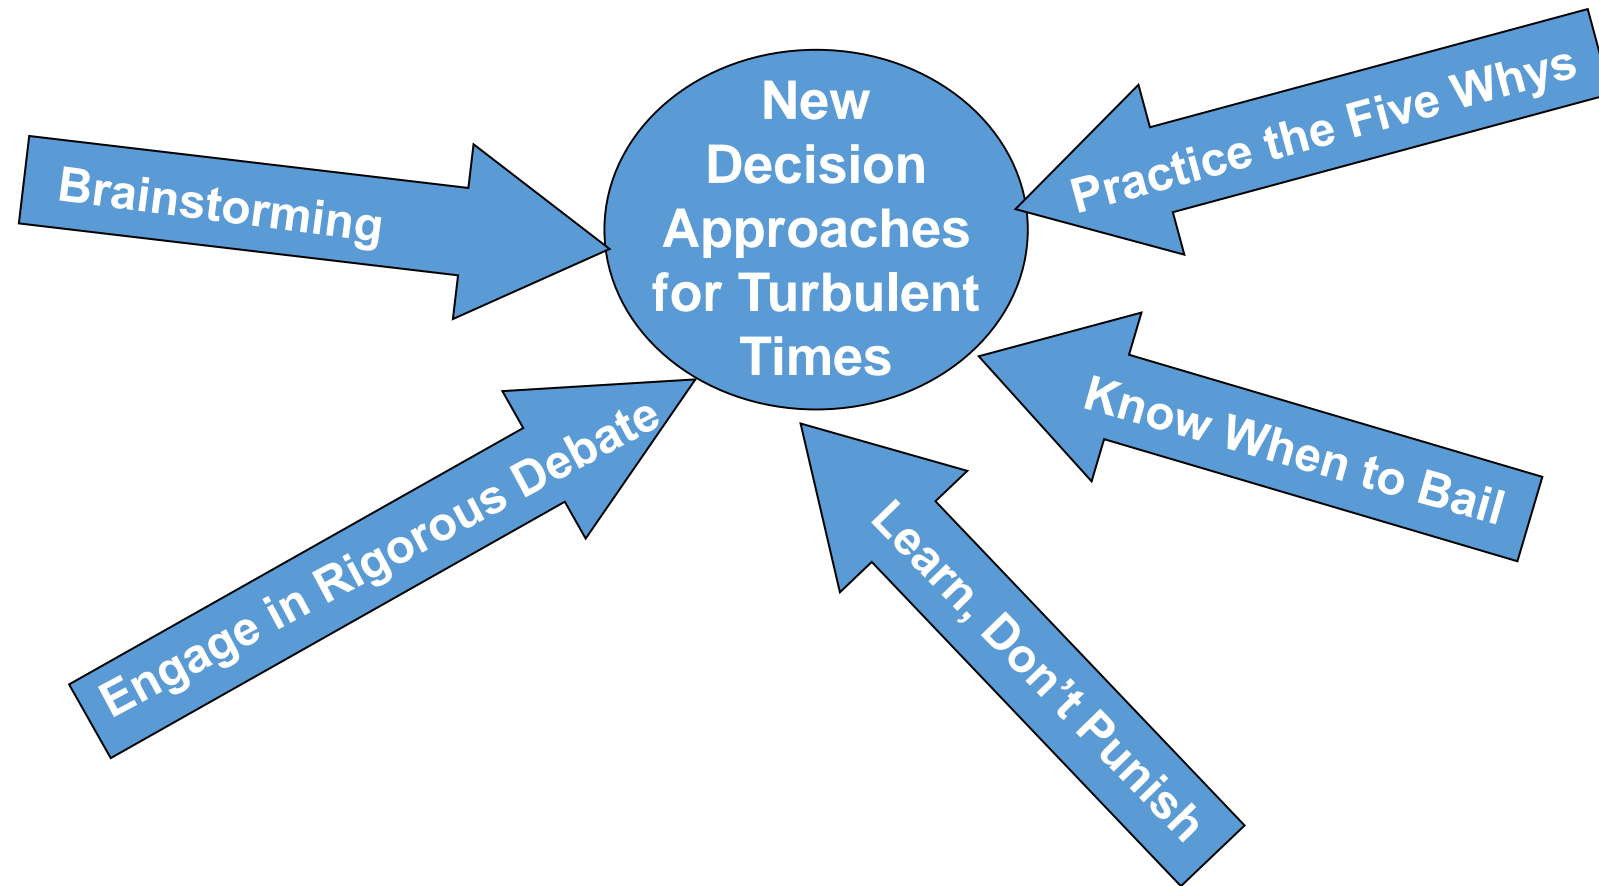 New
Decision
Approaches
for Turbulent
Times
Brainstorming
Practice the Five Whys
Engage in Rigorous Debate
Know When to Bail
Learn, Don’t Punish